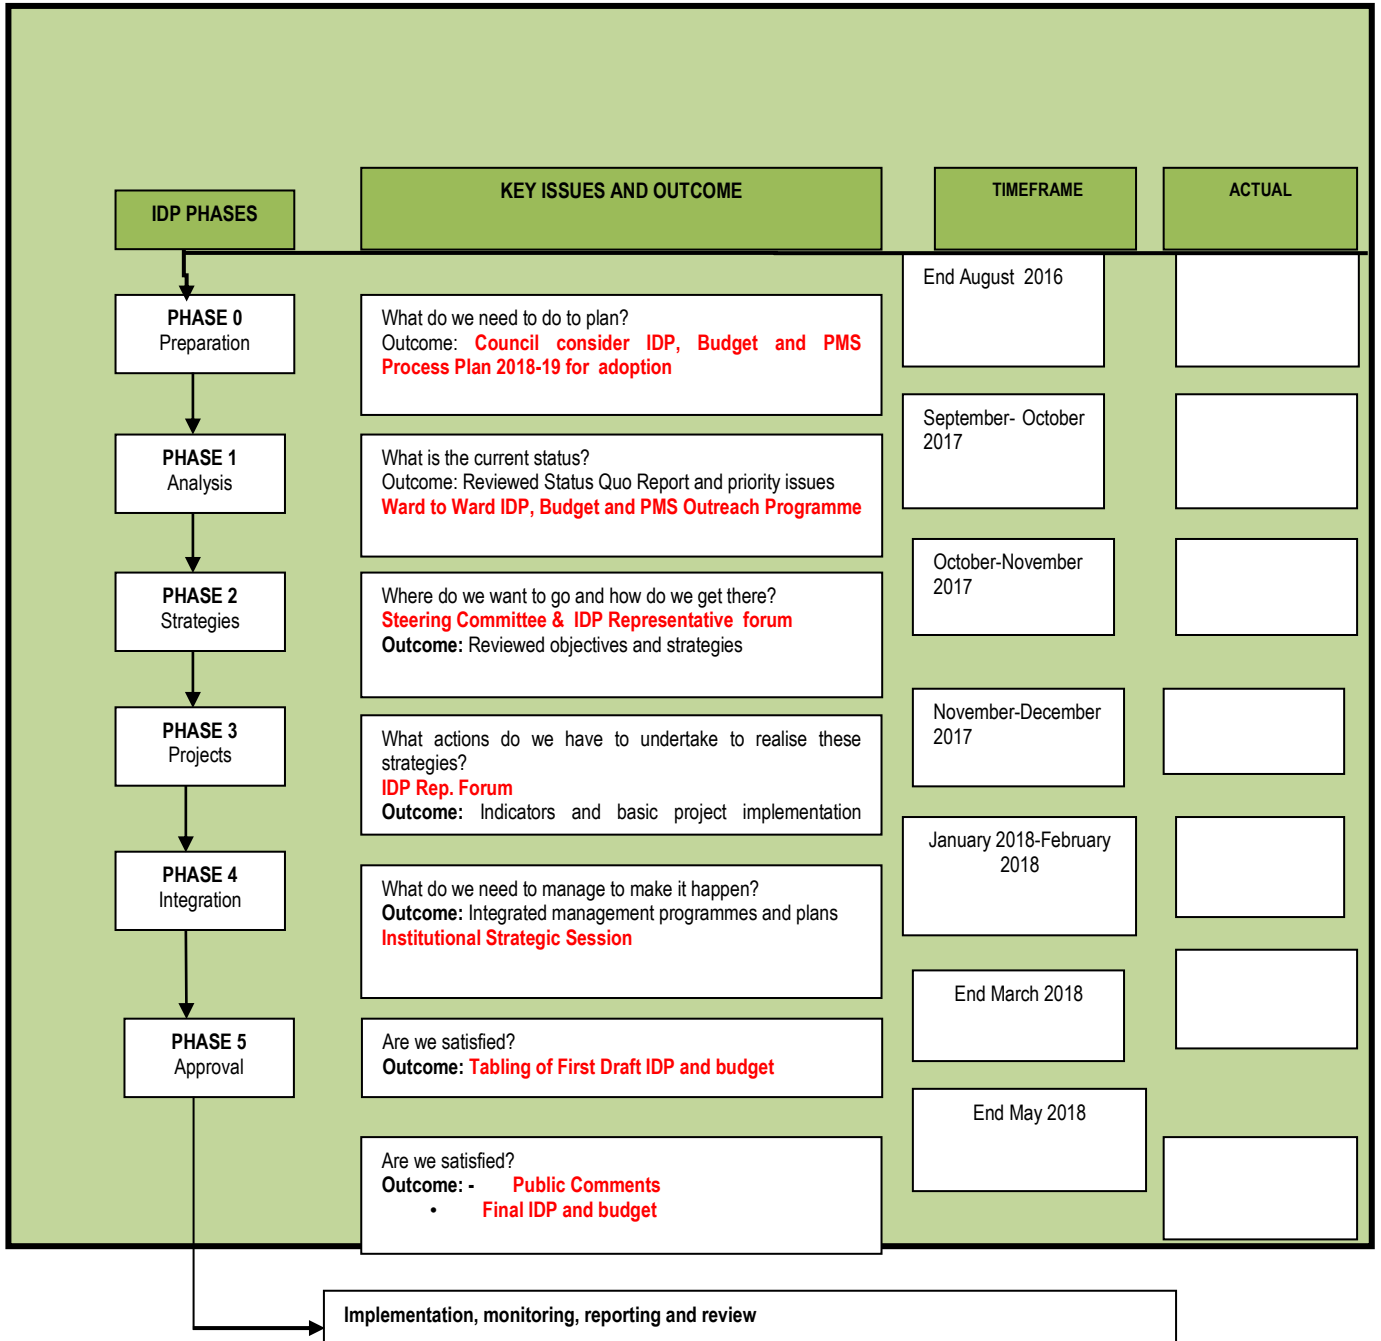 IDP PHASES
KEY ISSUES AND OUTCOME
TIMEFRAME
ACTUAL
PHASE 0
Preparation
What do we need to do to plan?
Outcome: Council consider IDP, Budget and PMS
Process Plan 2018-19 for adoption
End August 2016
PHASE 1
Analysis
What is the current status?
Outcome: Reviewed Status Quo Report and priority issues
Ward to Ward IDP, Budget and PMS Outreach Programme
September- October
2017
PHASE 2
Strategies
Where do we want to go and how do we get there?
Steering Committee & IDP Representative forum
Outcome: Reviewed objectives and strategies
October-November
2017
PHASE 3
Projects
What actions do we have to undertake to realise these
strategies?
IDP Rep. Forum
Outcome: Indicators and basic project implementation
November-December
2017
PHASE 4
Integration
What do we need to manage to make it happen?
Outcome: Integrated management programmes and plans
Institutional Strategic Session
January 2018-February
2018
PHASE 5
Approval
Are we satisfied?
Outcome: Tabling of First Draft IDP and budget
End March 2018
Are we satisfied?
Outcome: - Public Comments
• Final IDP and budget
End May 2018
Implementation, monitoring, reporting and review